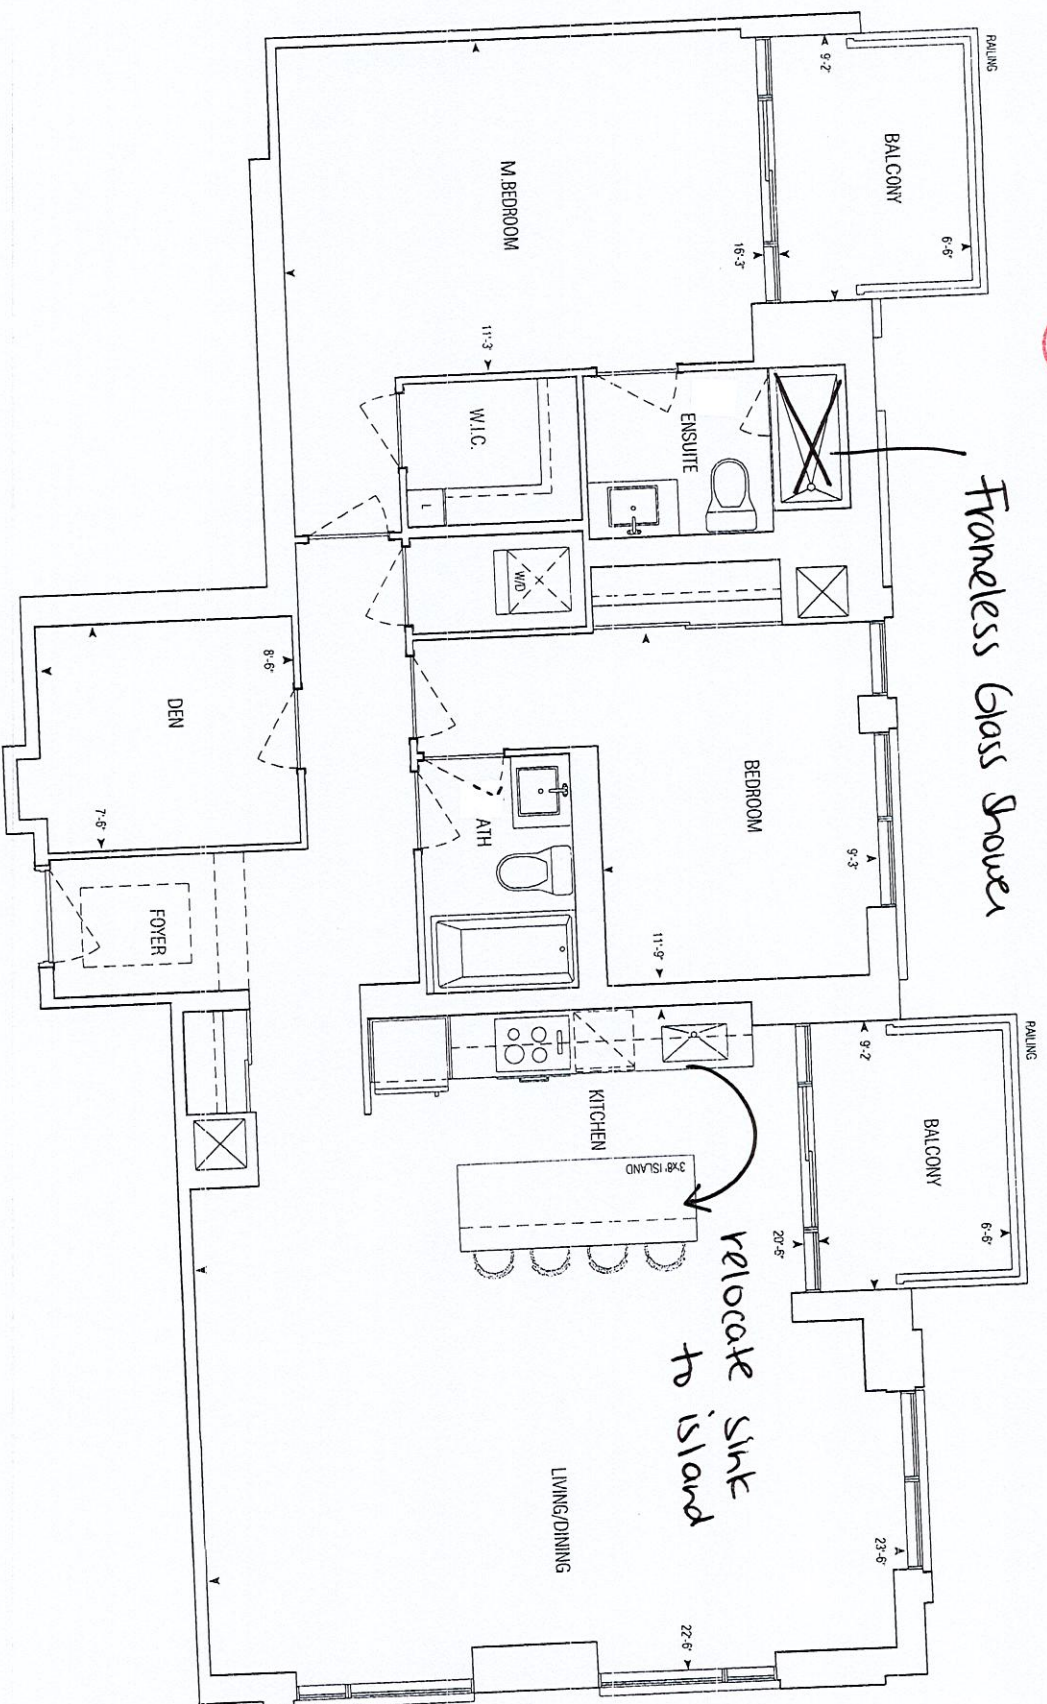 RAILING
9'-2"
BALCONY
6'-6"
M.BEDROOM
16'-3"
11'-3"
W.I.C.
L
ENSUITE
Frameless Glass Shower
W/D
DEN
8'-6"
7'-6"
BEDROOM
9'-3"
11'-9"
ATH
FOYER
RAILING
9'-2"
BALCONY
6'-6"
KITCHEN
3'x8' ISLAND
20'-6"
relocate sink
to island
LIVING/DINING
23'-6"
22'-6"